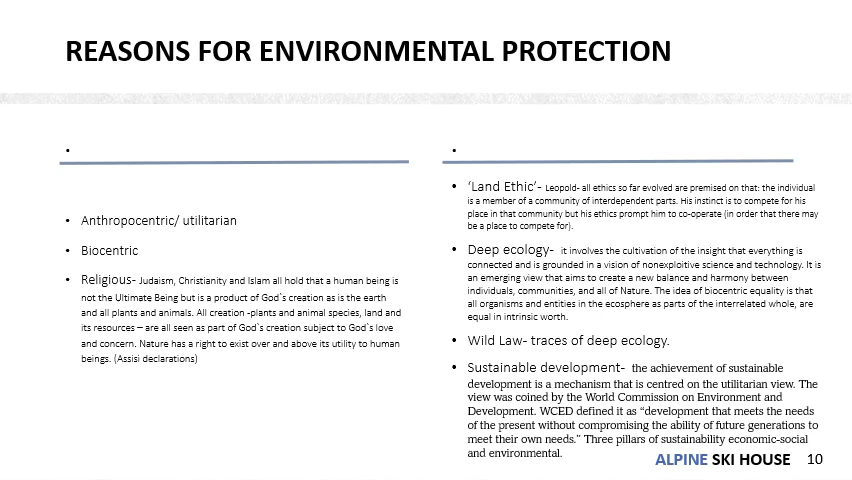 REASONS FOR ENVIRONMENTAL PROTECTION
•
• Anthropocentric/ utilitarian
• Biocentric
• Religious- Judaism, Christianity and Islam all hold that a human being is
not the Ultimate Being but is a product of God`s creation as is the earth
and all plants and animals. All creation -plants and animal species, land and
its resources – are all seen as part of God`s creation subject to God`s love
and concern. Nature has a right to exist over and above its utility to human
beings. (Assisi declarations)
•
• ‘Land Ethic’- Leopold- all ethics so far evolved are premised on that: the individual
is a member of a community of interdependent parts. His instinct is to compete for his
place in that community but his ethics prompt him to co-operate (in order that there may
be a place to compete for).
• Deep ecology- it involves the cultivation of the insight that everything is
connected and is grounded in a vision of nonexploitive science and technology. It is
an emerging view that aims to create a new balance and harmony between
individuals, communities, and all of Nature. The idea of biocentric equality is that
all organisms and entities in the ecosphere as parts of the interrelated whole, are
equal in intrinsic worth.
• Wild Law- traces of deep ecology.
• Sustainable development- the achievement of sustainable
development is a mechanism that is centred on the utilitarian view. The
view was coined by the World Commission on Environment and
Development. WCED defined it as “development that meets the needs
of the present without compromising the ability of future generations to
meet their own needs.” Three pillars of sustainability economic-social
and environmental.
ALPINE SKI HOUSE 10